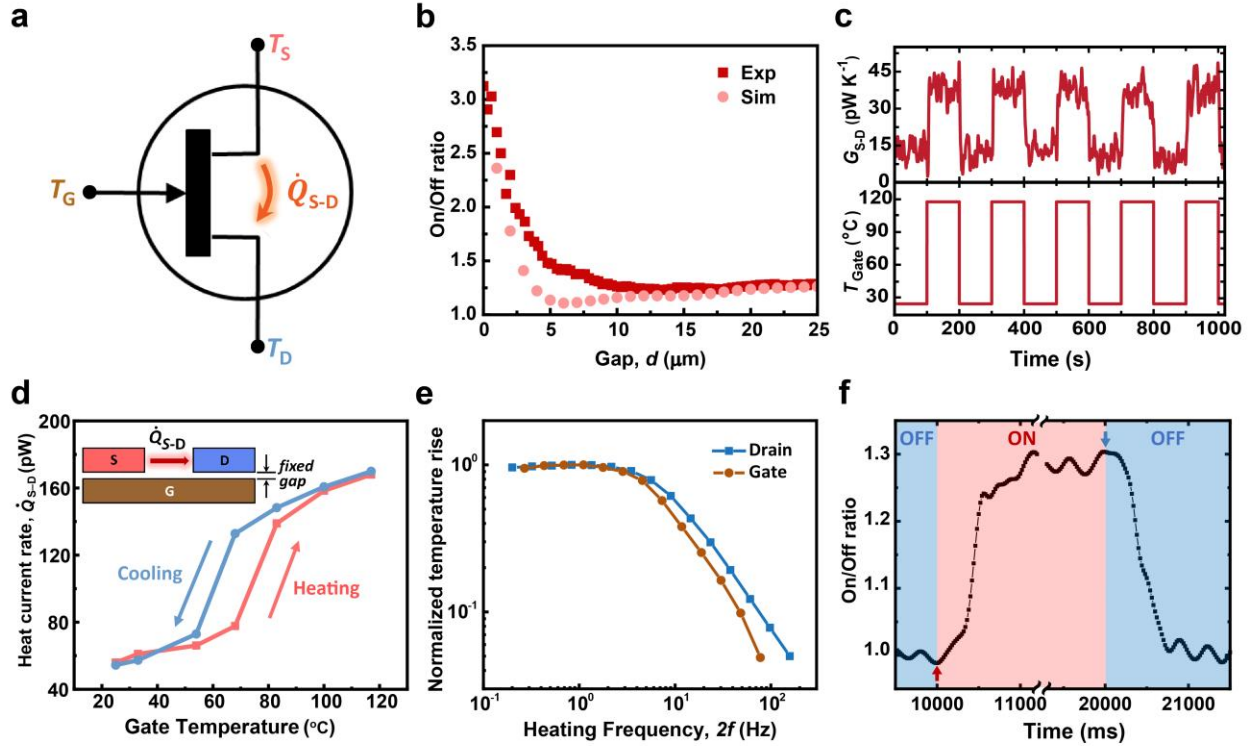 a
T_S
T_G
Q̇_S-D
T_D
b
3.5
3.0
2.5
2.0
1.5
1.0
On/Off ratio
Exp
Sim
0
5
10
15
20
25
Gap, d (μm)
c
45
30
15
G_S-D (pW K⁻¹)
120
90
60
30
T_Gate (°C)
0
200
400
600
800
1000
Time (s)
d
200
160
120
80
40
Heat current rate, Q̇_S-D (pW)
Q̇_S-D
S
D
fixed
gap
G
Cooling
Heating
20
40
60
80
100
120
Gate Temperature (°C)
e
10⁰
10⁻¹
Normalized temperature rise
Drain
Gate
10⁻¹
10⁰
10¹
10²
Heating Frequency, 2f (Hz)
f
OFF
ON
OFF
1.3
1.2
1.1
1.0
On/Off ratio
10000
11000
20000
21000
Time (ms)